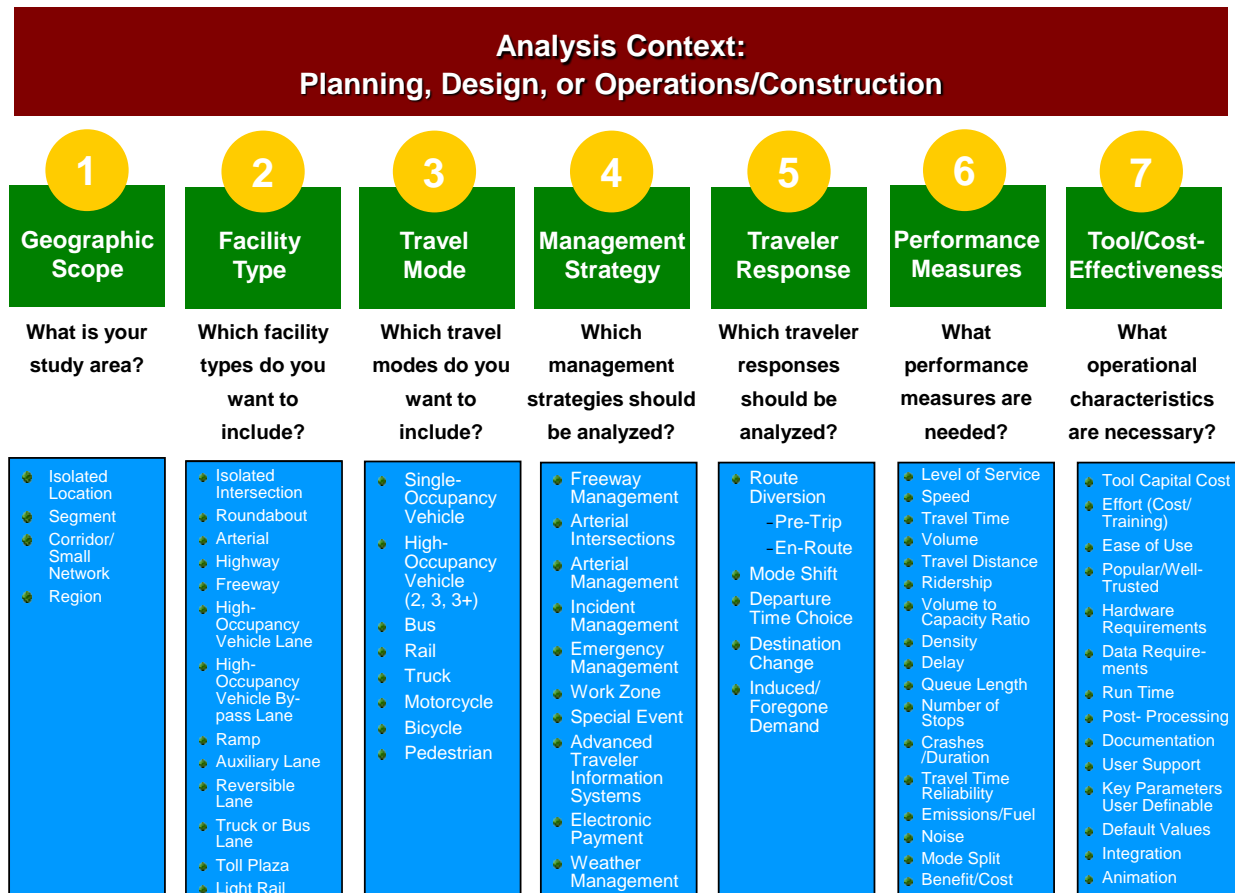 Analysis Context:
Planning, Design, or Operations/Construction
1
Geographic
Scope
What is your
study area?
Isolated
Location
Segment
Corridor/
Small
Network
Region
2
Facility
Type
Which facility
types do you
want to
include?
Isolated
Intersection
Roundabout
Arterial
Highway
Freeway
High-
Occupancy
Vehicle Lane
High-
Occupancy
Vehicle By-
pass Lane
Ramp
Auxiliary Lane
Reversible
Lane
Truck or Bus
Lane
Toll Plaza
Light Rail
3
Travel
Mode
Which travel
modes do you
want to
include?
Single-
Occupancy
Vehicle
High-
Occupancy
Vehicle
(2, 3, 3+)
Bus
Rail
Truck
Motorcycle
Bicycle
Pedestrian
4
Management
Strategy
Which
management
strategies should
be analyzed?
Freeway
Management
Arterial
Intersections
Arterial
Management
Incident
Management
Emergency
Management
Work Zone
Special Event
Advanced
Traveler
Information
Systems
Electronic
Payment
Weather
Management
5
Traveler
Response
Which traveler
responses
should be
analyzed?
Route
Diversion
-Pre-Trip
-En-Route
Mode Shift
Departure
Time Choice
Destination
Change
Induced/
Foregone
Demand
6
Performance
Measures
What
performance
measures are
needed?
Level of Service
Speed
Travel Time
Volume
Travel Distance
Ridership
Volume to
Capacity Ratio
Density
Delay
Queue Length
Number of
Stops
Crashes
/Duration
Travel Time
Reliability
Emissions/Fuel
Noise
Mode Split
Benefit/Cost
7
Tool/Cost-
Effectiveness
What
operational
characteristics
are necessary?
Tool Capital Cost
Effort (Cost/
Training)
Ease of Use
Popular/Well-
Trusted
Hardware
Requirements
Data Require-
ments
Run Time
Post- Processing
Documentation
User Support
Key Parameters
User Definable
Default Values
Integration
Animation